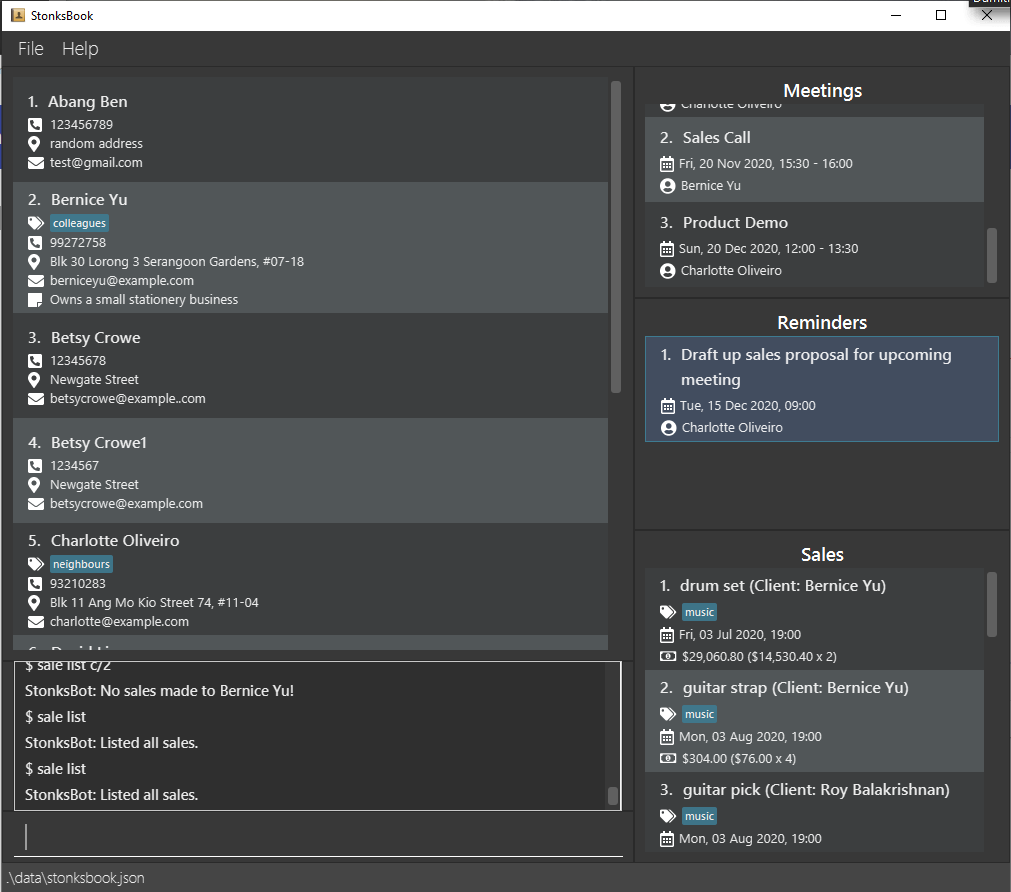 StonksBook
File Help
1. Abang Ben
123456789
random address
test@gmail.com
2. Bernice Yu
colleagues
99272758
Blk 30 Lorong 3 Serangoon Gardens, #07-18
berniceyu@example.com
Owns a small stationery business
3. Betsy Crowe
12345678
Newgate Street
betsycrowe@example..com
4. Betsy Crowe1
1234567
Newgate Street
betsycrowe@example.com
5. Charlotte Oliveiro
neighbours
93210283
Blk 11 Ang Mo Kio Street 74, #11-04
charlotte@example.com
$ sale list c/2
StonksBot: No sales made to Bernice Yu!
$ sale list
StonksBot: Listed all sales.
$ sale list
StonksBot: Listed all sales.
Meetings
Charlotte Oliveiro
2. Sales Call
Fri, 20 Nov 2020, 15:30 - 16:00
Bernice Yu
3. Product Demo
Sun, 20 Dec 2020, 12:00 - 13:30
Charlotte Oliveiro
Reminders
1. Draft up sales proposal for upcoming
meeting
Tue, 15 Dec 2020, 09:00
Charlotte Oliveiro
Sales
1. drum set (Client: Bernice Yu)
music
Fri, 03 Jul 2020, 19:00
$29,060.80 ($14,530.40 x 2)
2. guitar strap (Client: Bernice Yu)
music
Mon, 03 Aug 2020, 19:00
$304.00 ($76.00 x 4)
3. guitar pick (Client: Roy Balakrishnan)
music
Mon, 03 Aug 2020, 19:00
.\data\stonksbook.json